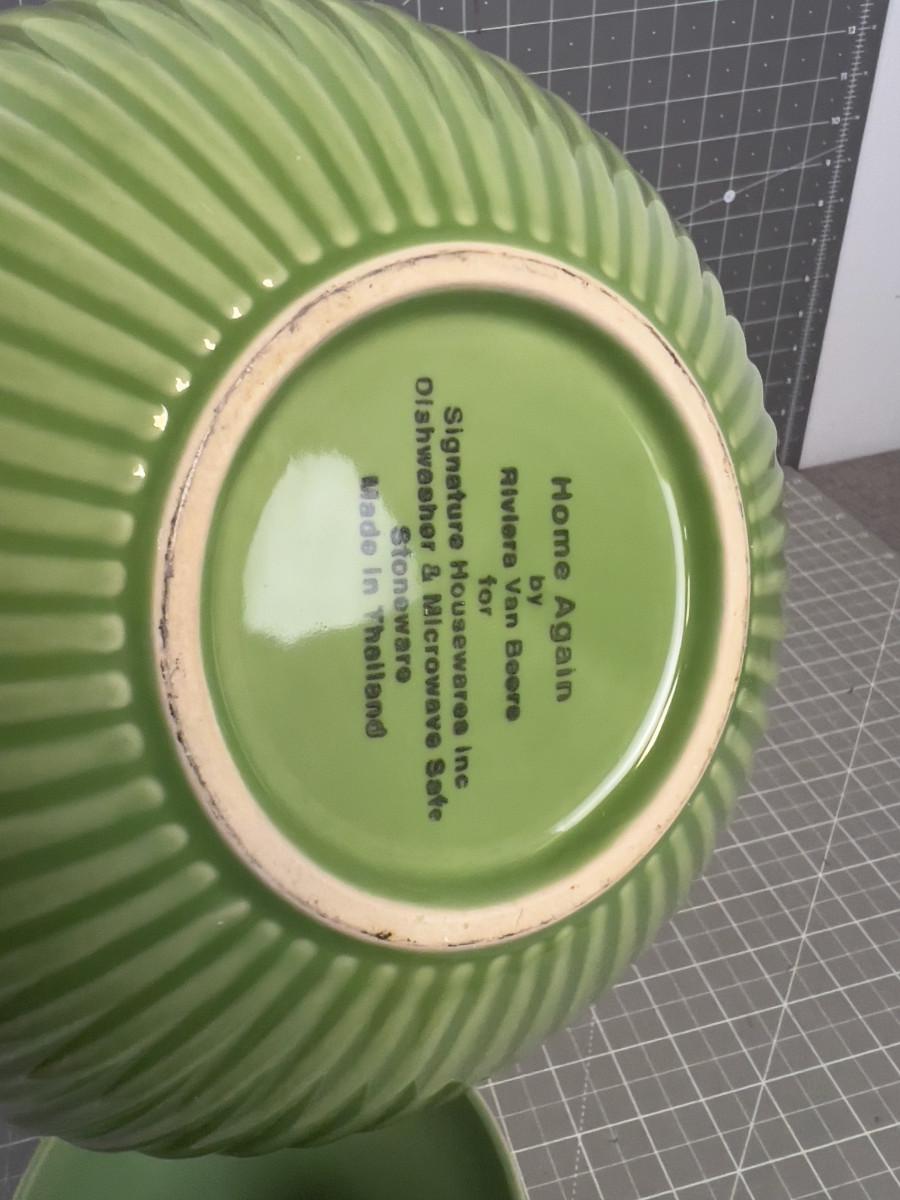 Home Again
by
Riviera Van Beers
for
Signature Housewares Inc
Dishwasher & Microwave Safe
Stoneware
Made in Thailand